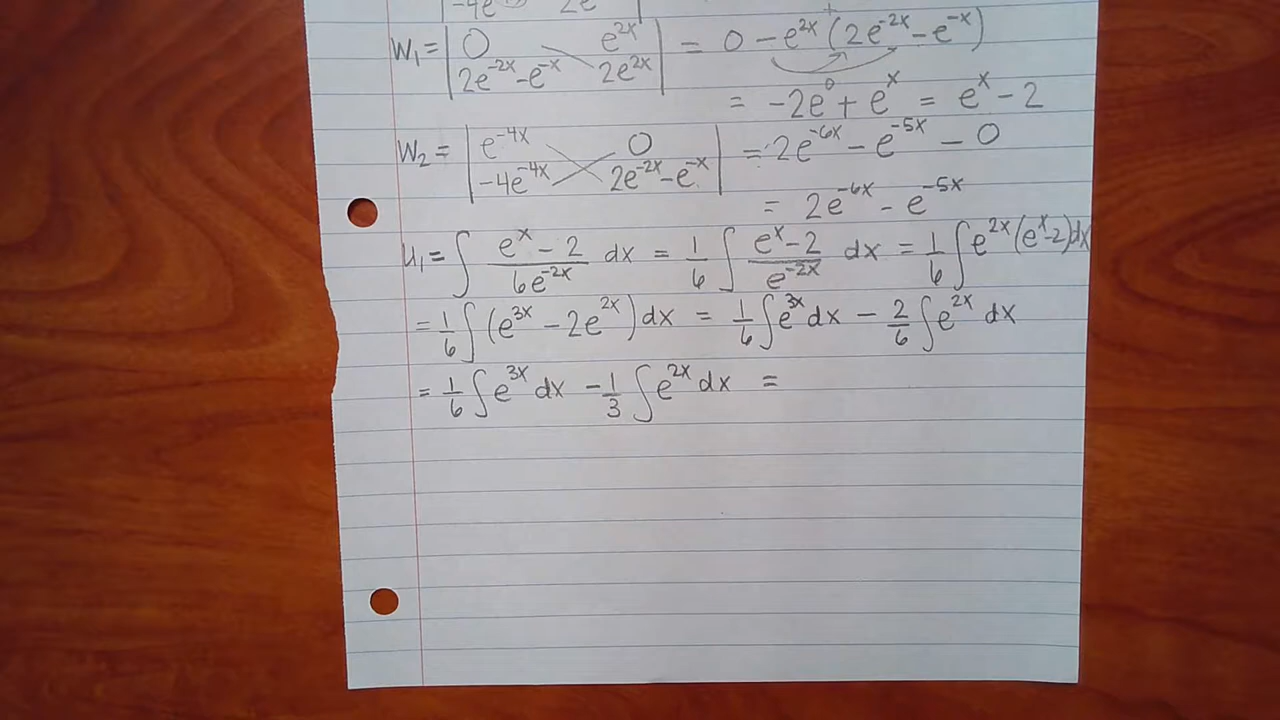 -4e 2e
W₁ = | 0 e^{2x} | = 0 - e^{2x} (2e^{-2x} - e^{-x})
| 2e^{-2x} - e^{-x} 2e^{2x} |
= -2e^0 + e^x = e^x - 2
W₂ = | e^{-4x} 0 | = 2e^{-6x} - e^{-5x} - 0
| -4e^{-4x} 2e^{-2x} - e^{-x} |
= 2e^{-6x} - e^{-5x}
u₁ = ∫ (e^x - 2)/(6e^{-2x}) dx = 1/6 ∫ (e^x - 2)/(e^{-2x}) dx = 1/6 ∫ e^{2x} (e^x - 2) dx
= 1/6 ∫ (e^{3x} - 2e^{2x}) dx = 1/6 ∫ e^{3x} dx - 2/6 ∫ e^{2x} dx
= 1/6 ∫ e^{3x} dx - 1/3 ∫ e^{2x} dx =